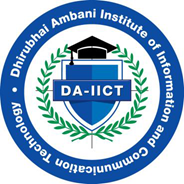 Dhirubhai Ambani Institute of Information and Communication Technology •
DA-IICT